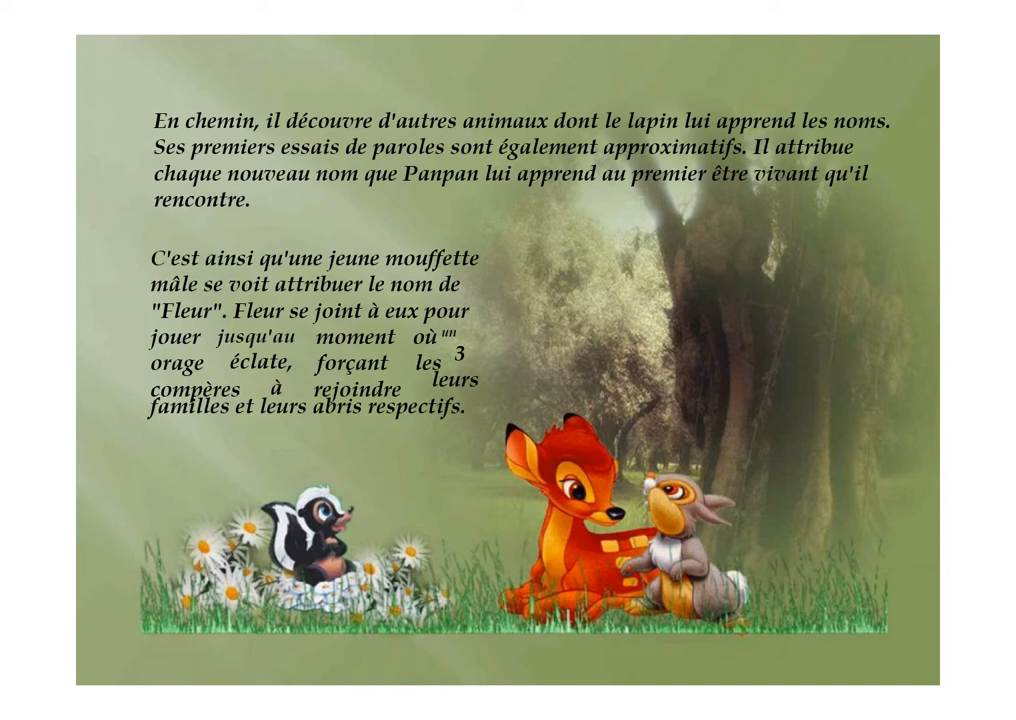 En chemin, il découvre d'autres animaux dont le lapin lui apprend les noms.
Ses premiers essais de paroles sont également approximatifs. Il attribue
chaque nouveau nom que Panpan lui apprend au premier être vivant qu'il
rencontre.
C'est ainsi qu'une jeune mouffette
mâle se voit attribuer le nom de
"Fleur". Fleur se joint à eux pour
jouer jusqu'au moment où un
orage éclate, forçant les 3
compères à rejoindre leurs
familles et leurs abris respectifs.